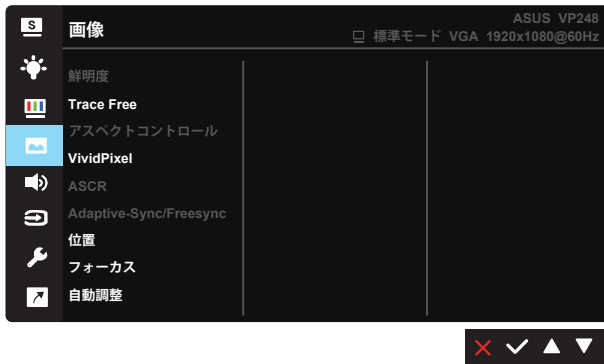 S
画像
ASUS VP248
標準モード VGA 1920x1080@60Hz
鮮明度
Trace Free
アスペクトコントロール
VividPixel
ASCR
Adaptive-Sync/Freesync
位置
フォーカス
自動調整